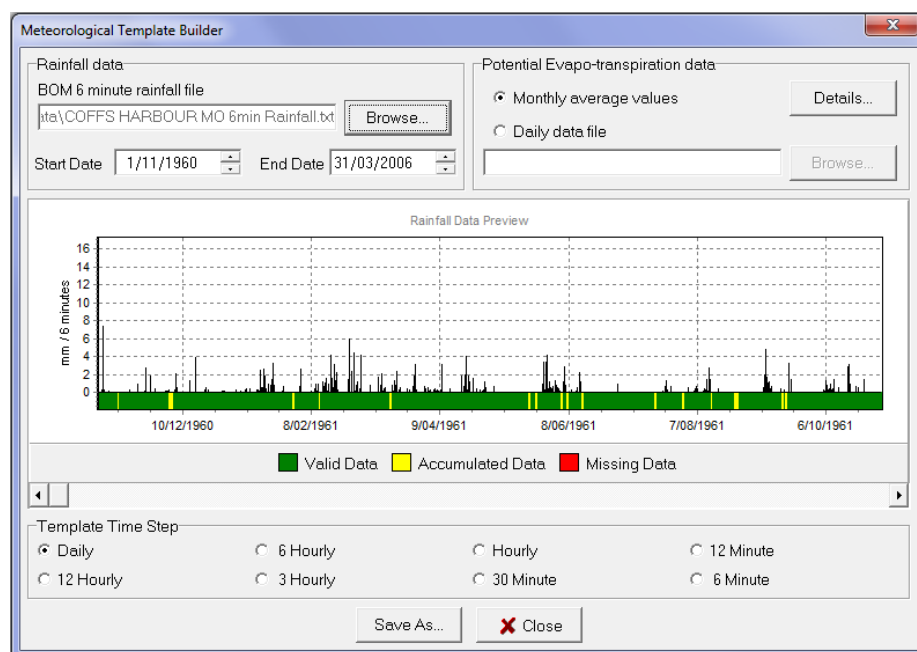 Meteorological Template Builder
Rainfall data
BOM 6 minute rainfall file
ata\COFFS HARBOUR MO 6min Rainfall.txt
Browse...
Start Date 1/11/1960 End Date 31/03/2006
Potential Evapo-transpiration data
Monthly average values
Details...
Daily data file
Browse...
Rainfall Data Preview
mm / 6 minutes
16
14
12
10
8
6
4
2
0
10/12/1960 8/02/1961 9/04/1961 8/06/1961 7/08/1961 6/10/1961
Valid Data Accumulated Data Missing Data
Template Time Step
Daily 6 Hourly Hourly 12 Minute
12 Hourly 3 Hourly 30 Minute 6 Minute
Save As... Close